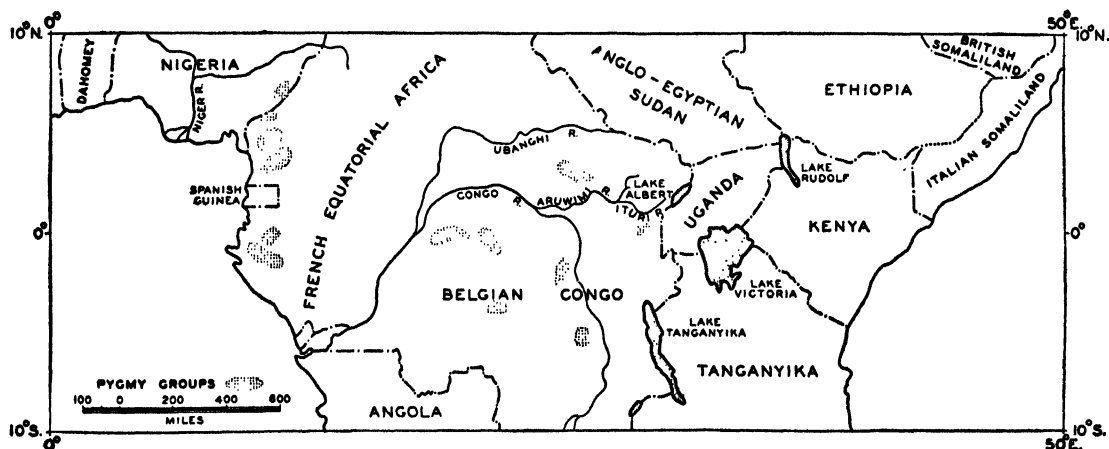 0°
50°E.
10°N.
10°N.
DAHOMEY
NIGERIA
NIGER R.
FRENCH EQUATORIAL AFRICA
ANGLO-EGYPTIAN
SUDAN
ETHIOPIA
BRITISH
SOMALILAND
ITALIAN SOMALILAND
UBANGHI R.
SPANISH
GUINEA
CONGO R.
ARUWIMI R.
ITURI R.
LAKE
ALBERT
UGANDA
LAKE
RUDOLF
KENYA
0°
0°
BELGIAN CONGO
LAKE
VICTORIA
LAKE
TANGANYIKA
TANGANYIKA
ANGOLA
PYGMY GROUPS
100 0 200 400 600
MILES
10°S.
10°S.
0°
50°E.